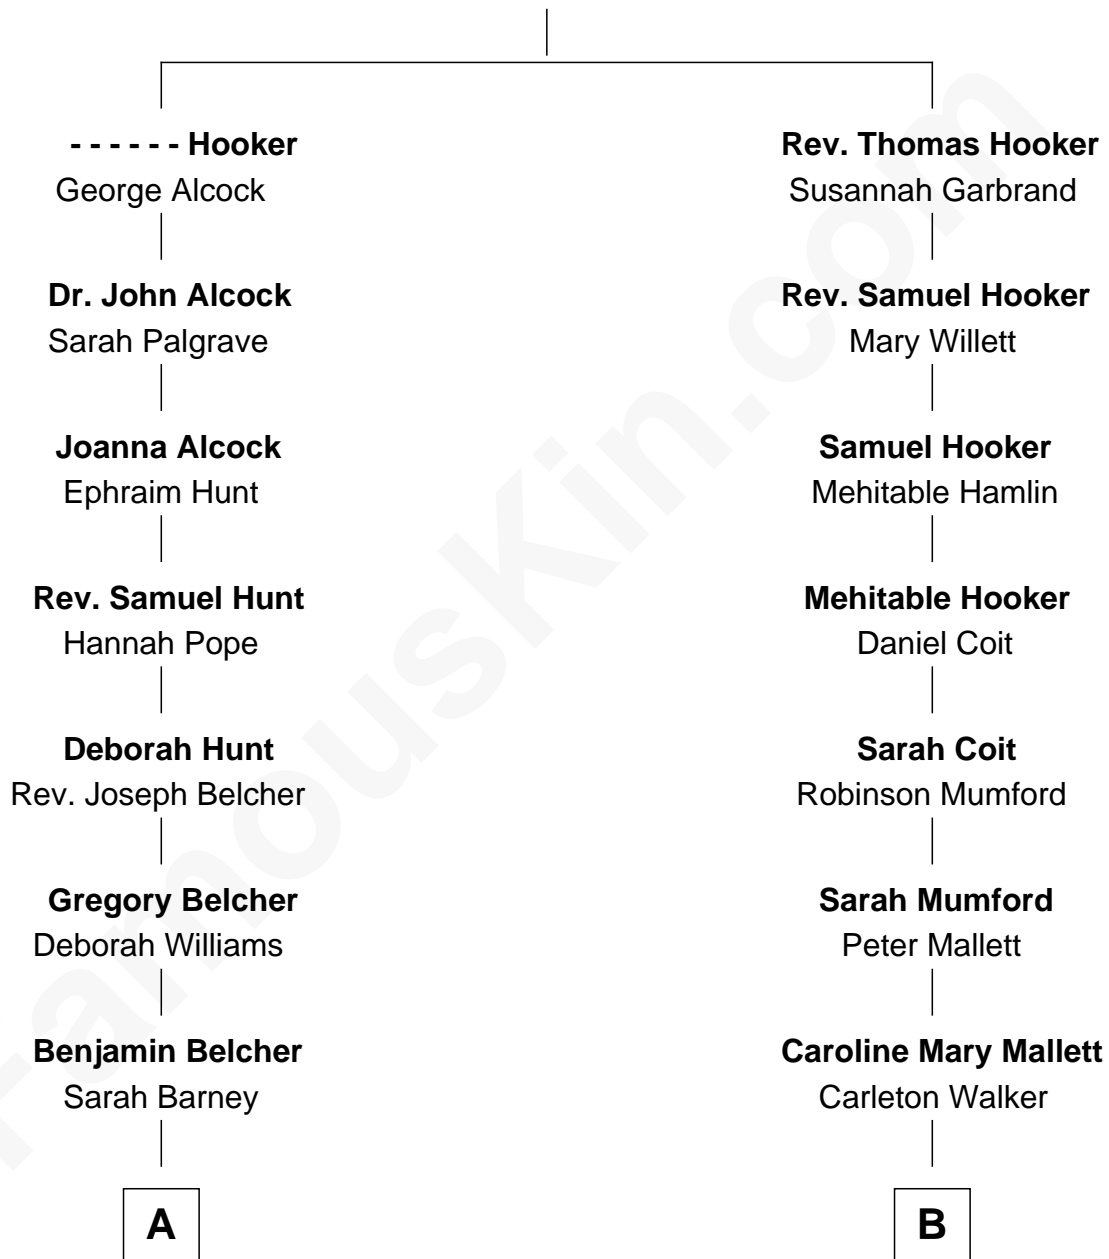 - - - - - - Hooker
George Alcock
Dr. John Alcock
Sarah Palgrave
Joanna Alcock
Ephraim Hunt
Rev. Samuel Hunt
Hannah Pope
Deborah Hunt
Rev. Joseph Belcher
Gregory Belcher
Deborah Williams
Benjamin Belcher
Sarah Barney
A
Rev. Thomas Hooker
Susannah Garbrand
Rev. Samuel Hooker
Mary Willett
Samuel Hooker
Mehitable Hamlin
Mehitable Hooker
Daniel Coit
Sarah Coit
Robinson Mumford
Sarah Mumford
Peter Mallett
Caroline Mary Mallett
Carleton Walker
B
FamousKin.com